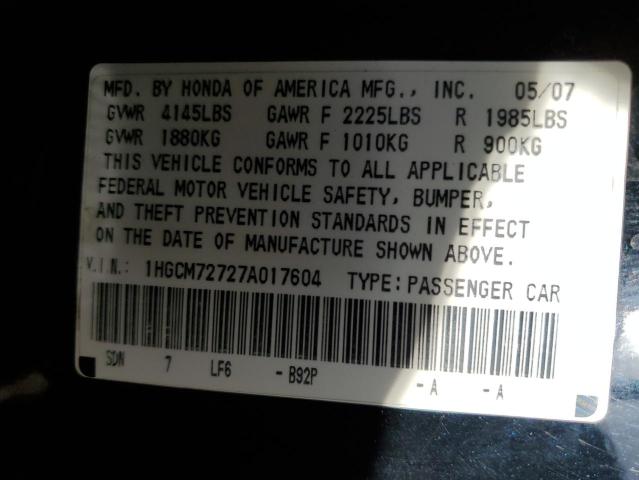 MFD. BY HONDA OF AMERICA MFG., INC. 05/07
GVWR 4145LBS GAWR F 2225LBS R 1985LBS
GVWR 1880KG GAWR F 1010KG R 900KG
THIS VEHICLE CONFORMS TO ALL APPLICABLE
FEDERAL MOTOR VEHICLE SAFETY, BUMPER,
AND THEFT PREVENTION STANDARDS IN EFFECT
ON THE DATE OF MANUFACTURE SHOWN ABOVE.
V.I.N.: 1HGCM72727A017604 TYPE:PASSENGER CAR
SDN 7 LF6 -B92P -A -A